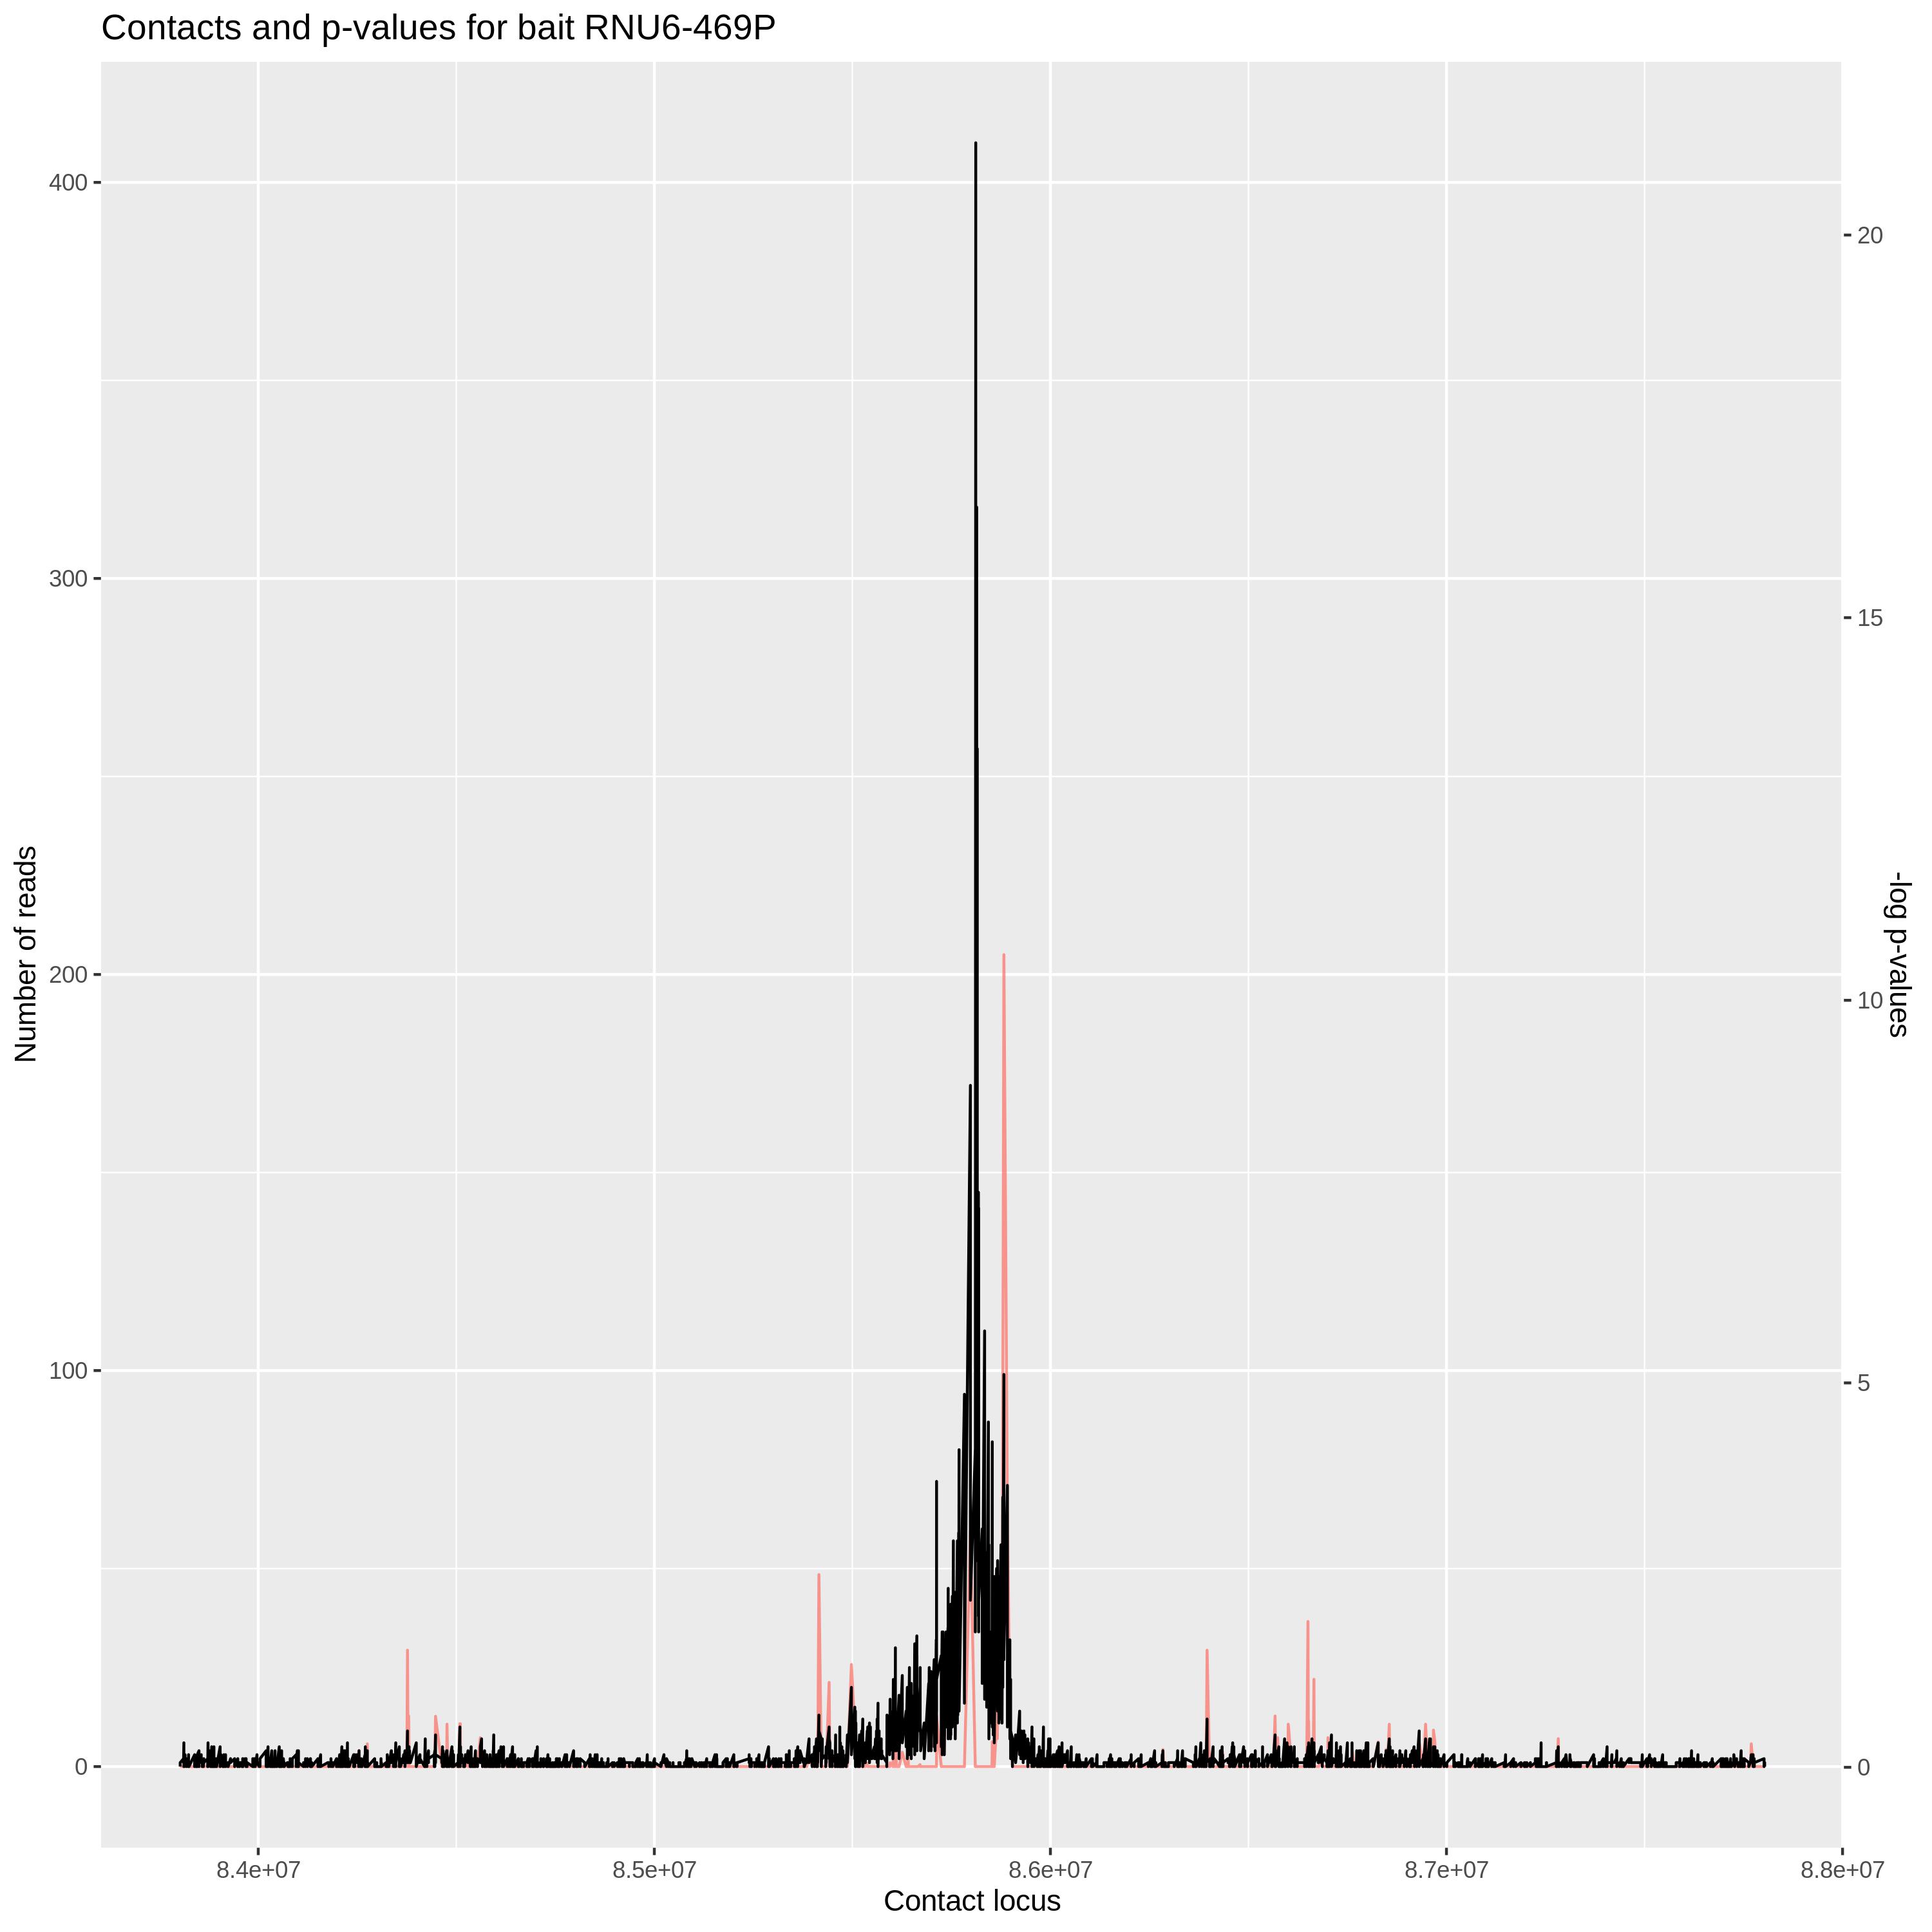 Contacts and p-values for bait RNU6-469P
400
300
200
100
0
Number of reads
20
15
10
5
0
-log p-values
8.4e+07
8.5e+07
8.6e+07
8.7e+07
8.8e+07
Contact locus